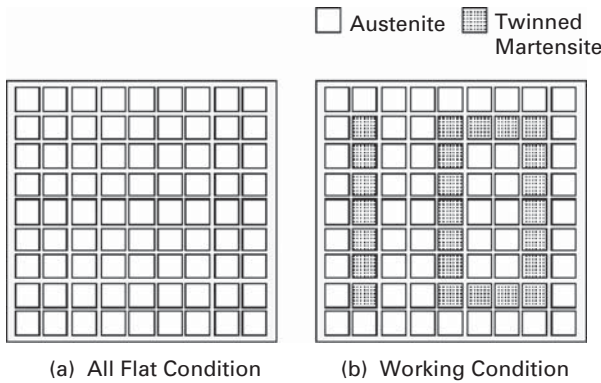 Austenite
Twinned
Martensite
(a) All Flat Condition
(b) Working Condition